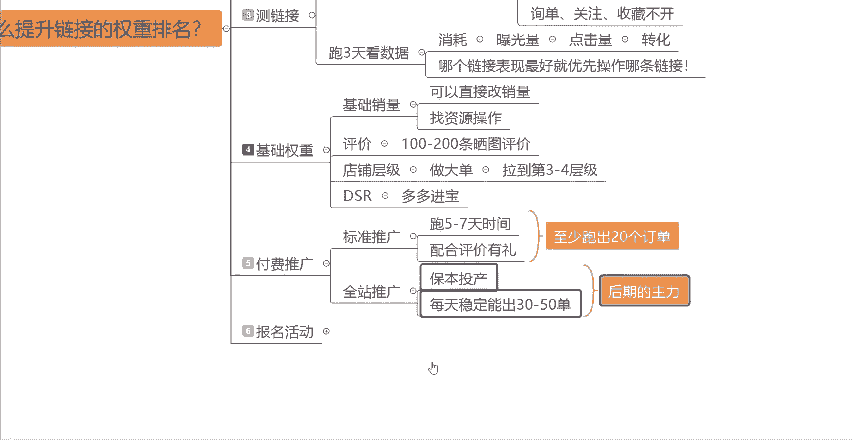 么提升链接的权重排名？
3 测链接
询单、关注、收藏不开
跑3天看数据
消耗 曝光量 点击量 转化
哪个链接表现最好就优先操作哪条链接！
4 基础权重
基础销量
可以直接改销量
找资源操作
评价 100-200条晒图评价
店铺层级 做大单 拉到第3-4层级
DSR 多多进宝
5 付费推广
标准推广
跑5-7天时间
配合评价有礼
至少跑出20个订单
全站推广
保本投产
每天稳定能出30-50单
后期的主力
6 报名活动